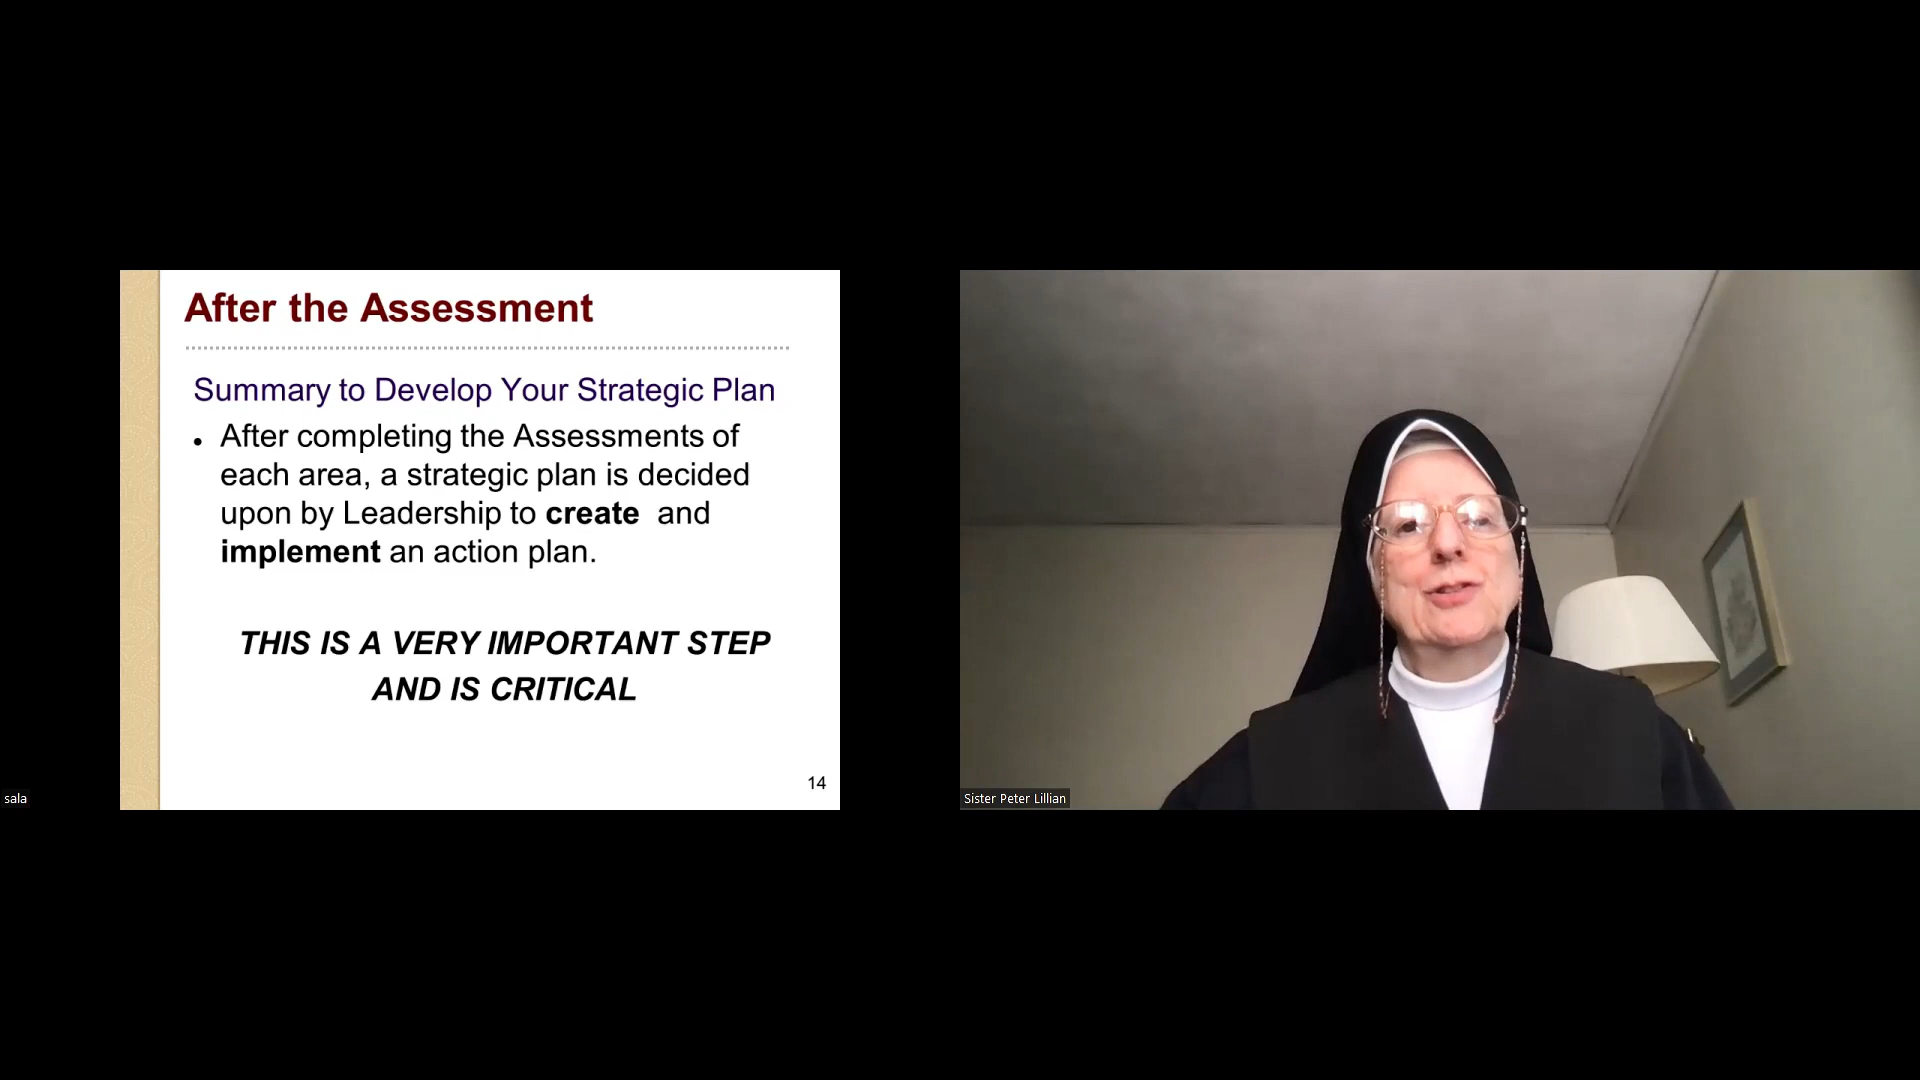 After the Assessment
Summary to Develop Your Strategic Plan
• After completing the Assessments of
each area, a strategic plan is decided
upon by Leadership to create and
implement an action plan.
THIS IS A VERY IMPORTANT STEP
AND IS CRITICAL
14
sala
Sister Peter Lillian